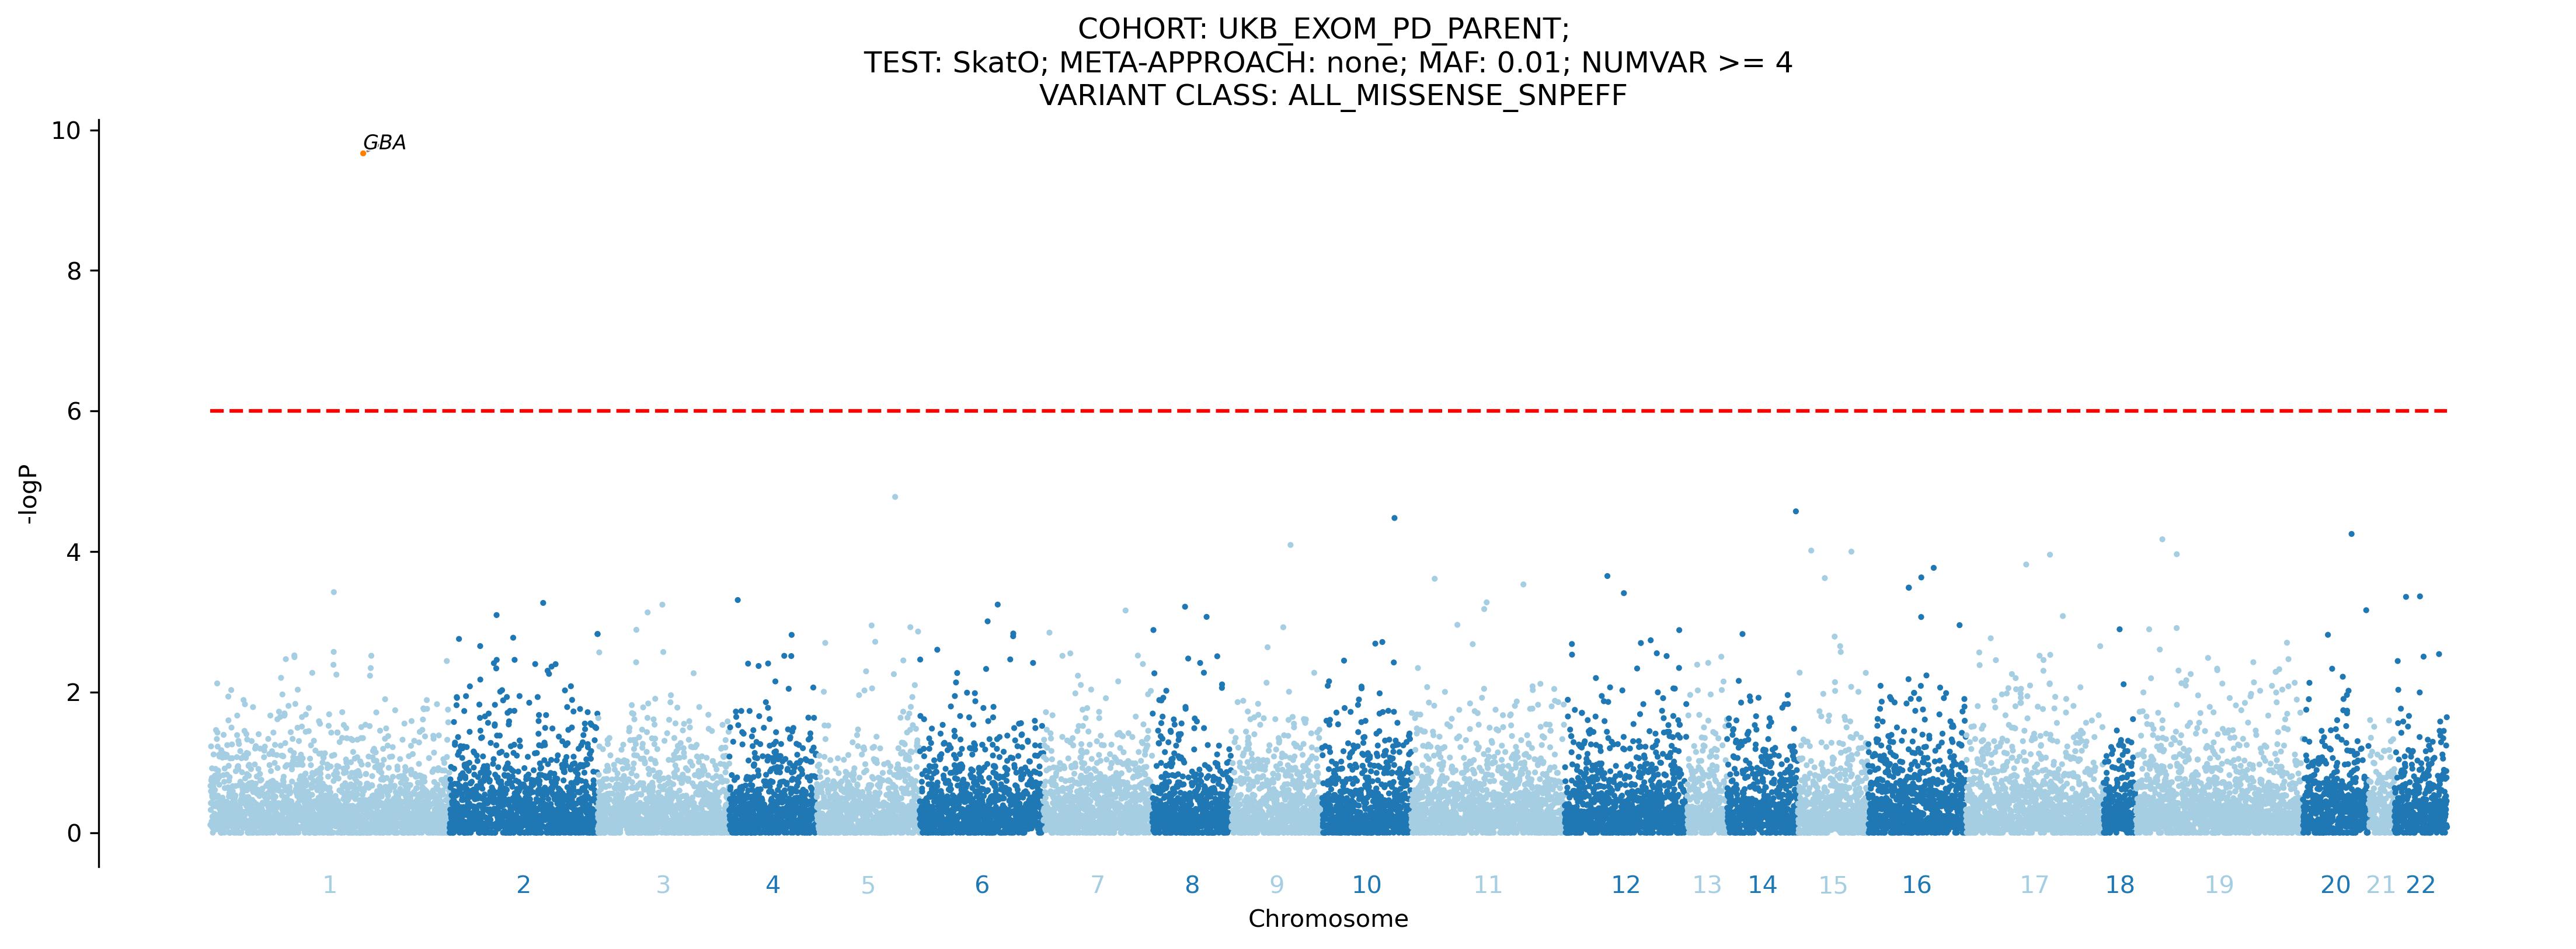 COHORT: UKB_EXOM_PD_PARENT;
TEST: SkatO; META-APPROACH: none; MAF: 0.01; NUMVAR >= 4
VARIANT CLASS: ALL_MISSENSE_SNPEFF
10
GBA
8
6
-logP
4
2
0
1 2 3 4 5 6 7 8 9 10 11 12 13 14 15 16 17 18 19 20 21 22
Chromosome